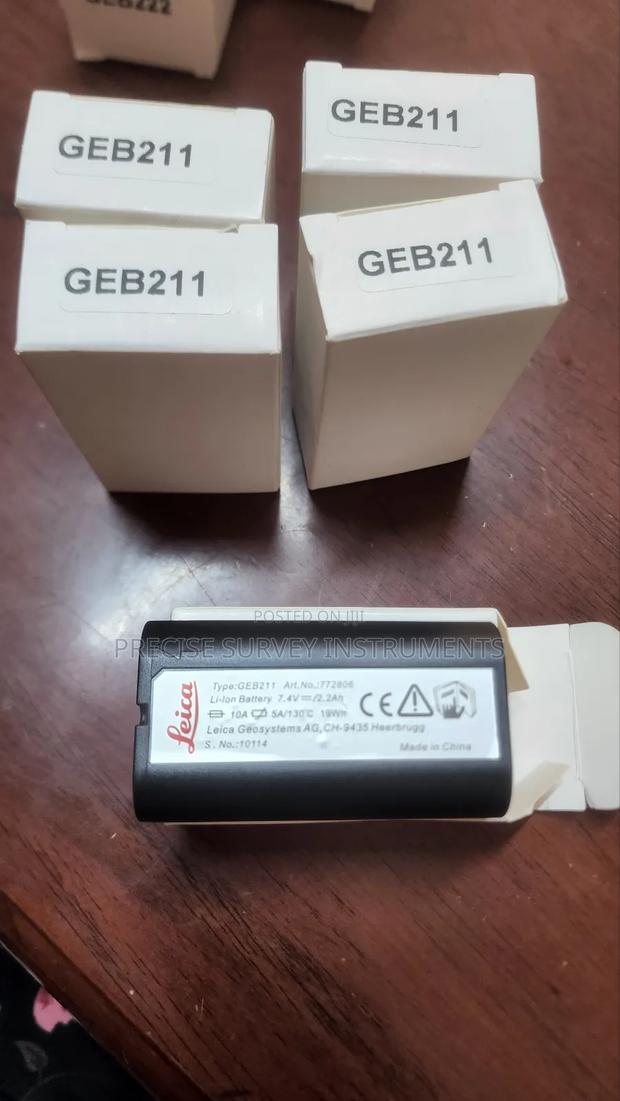 GEB222
GEB211
GEB211
GEB211
GEB211
POSTED ON JIJI
PRECISE SURVEY INSTRUMENTS
Leica
Type:GEB211 Art.No.:772806
Li-Ion Battery 7.4V⎓/2.2Ah
10A 5A/130°C 19Wh
Leica Geosystems AG,CH-9435 Heerbrugg
S. No.:10114 Made in China
CE